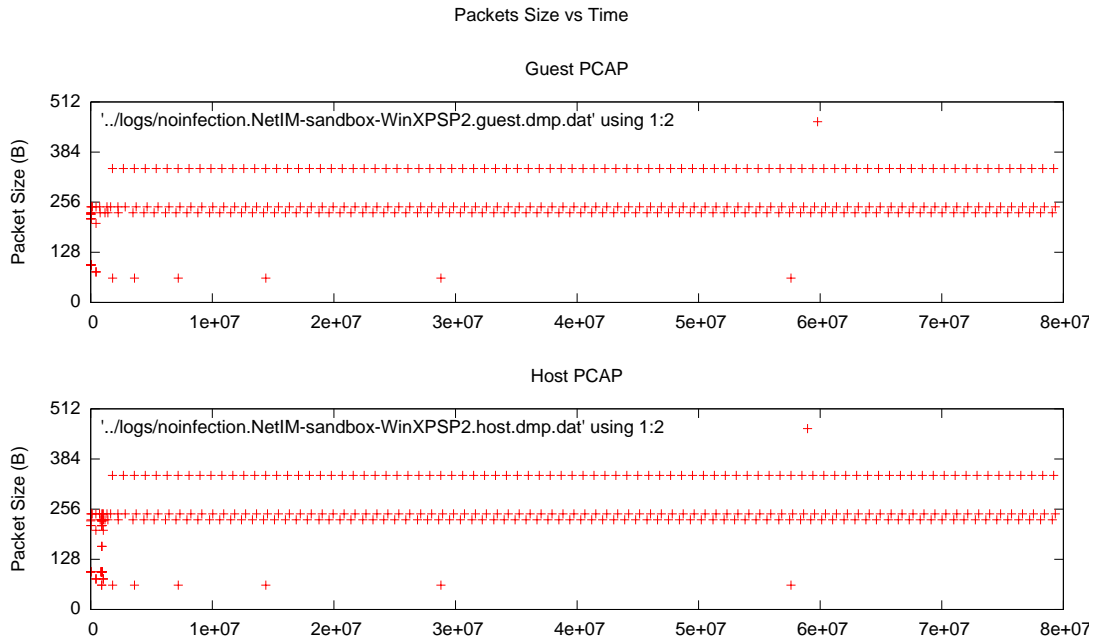 Packets Size vs Time
Guest PCAP
Packet Size (B)
512
384
256
128
0
'../logs/noinfection.NetIM-sandbox-WinXPSP2.guest.dmp.dat' using 1:2
0 1e+07 2e+07 3e+07 4e+07 5e+07 6e+07 7e+07 8e+07
Host PCAP
Packet Size (B)
512
384
256
128
0
'../logs/noinfection.NetIM-sandbox-WinXPSP2.host.dmp.dat' using 1:2
0 1e+07 2e+07 3e+07 4e+07 5e+07 6e+07 7e+07 8e+07